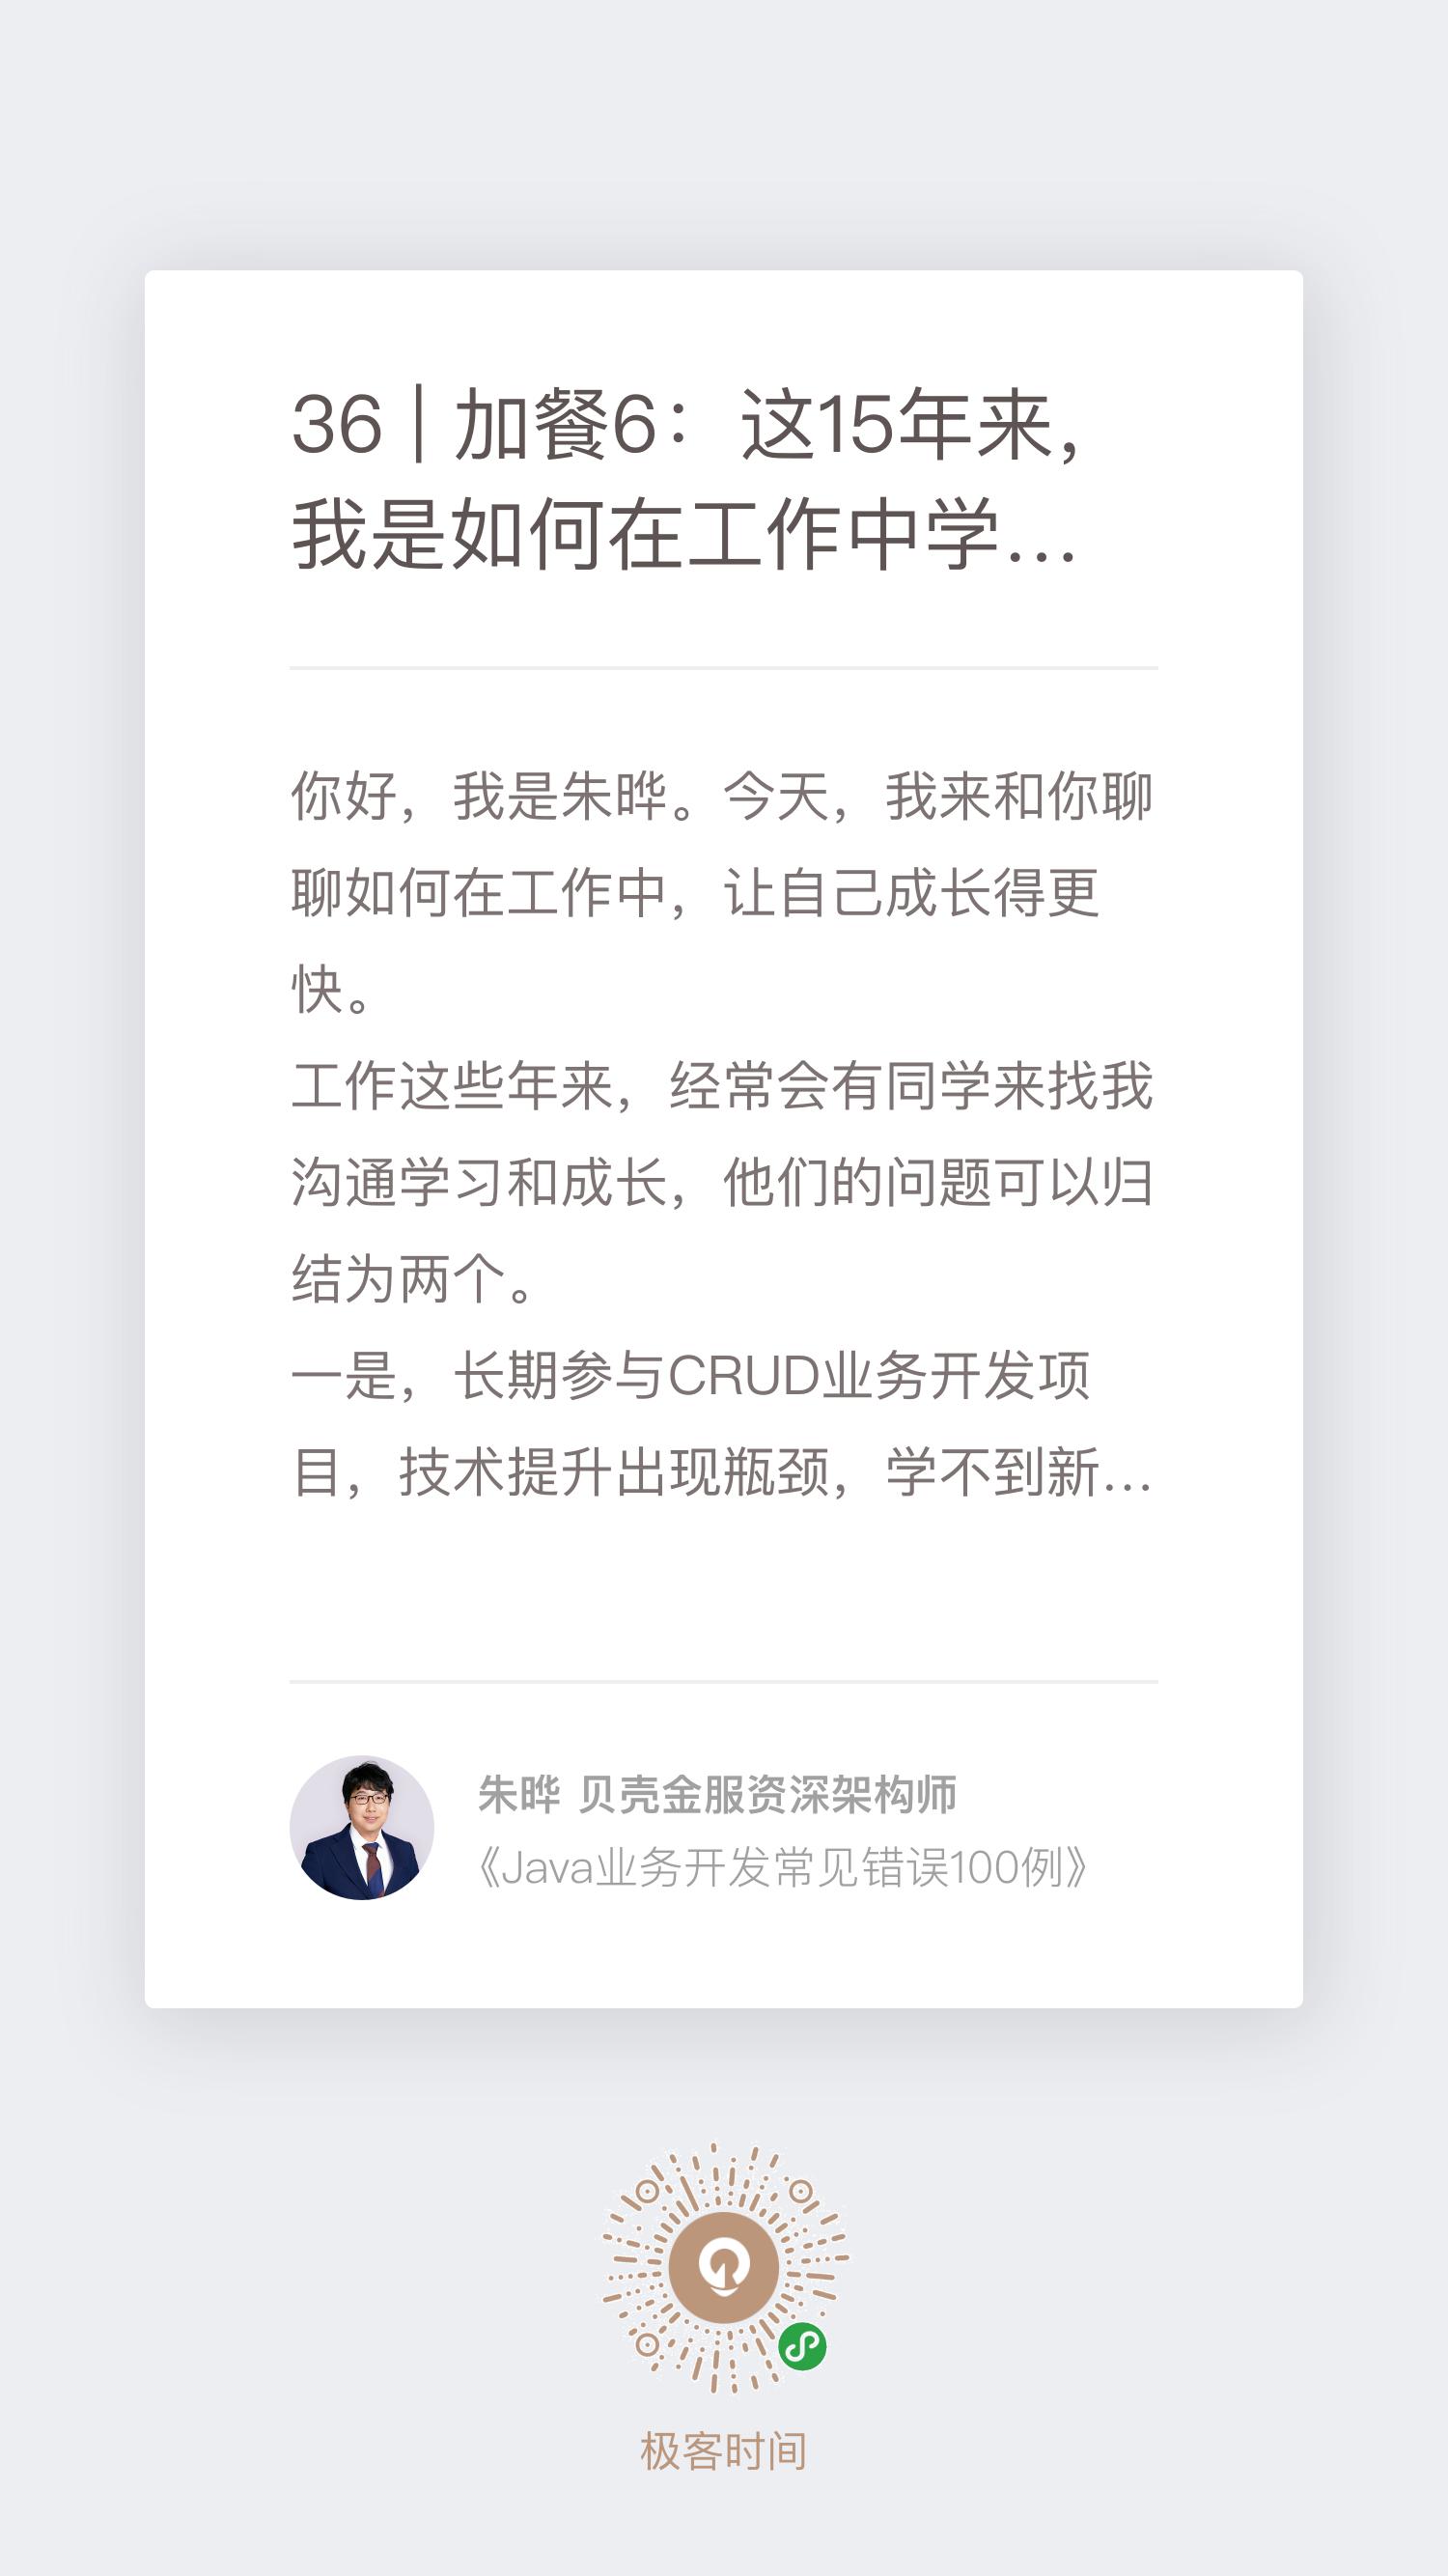 36 | 加餐6：这15年来，
我是如何在工作中学…
你好，我是朱晔。今天，我来和你聊
聊如何在工作中，让自己成长得更
快。
工作这些年来，经常会有同学来找我
沟通学习和成长，他们的问题可以归
结为两个。
一是，长期参与CRUD业务开发项
目，技术提升出现瓶颈，学不到新…
朱晔 贝壳金服资深架构师
《Java业务开发常见错误100例》
极客时间